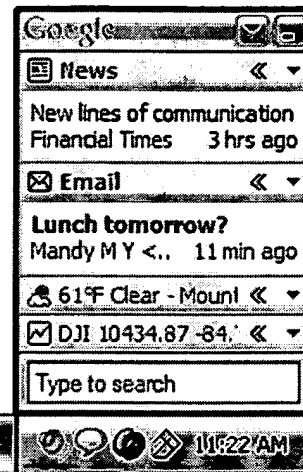 Google
News
New lines of communication
Financial Times 3 hrs ago
Email
Lunch tomorrow?
Mandy M Y <.. 11 min ago
61°F Clear - Mount
DJI 10434.87 -84.
Type to search
11:22 AM